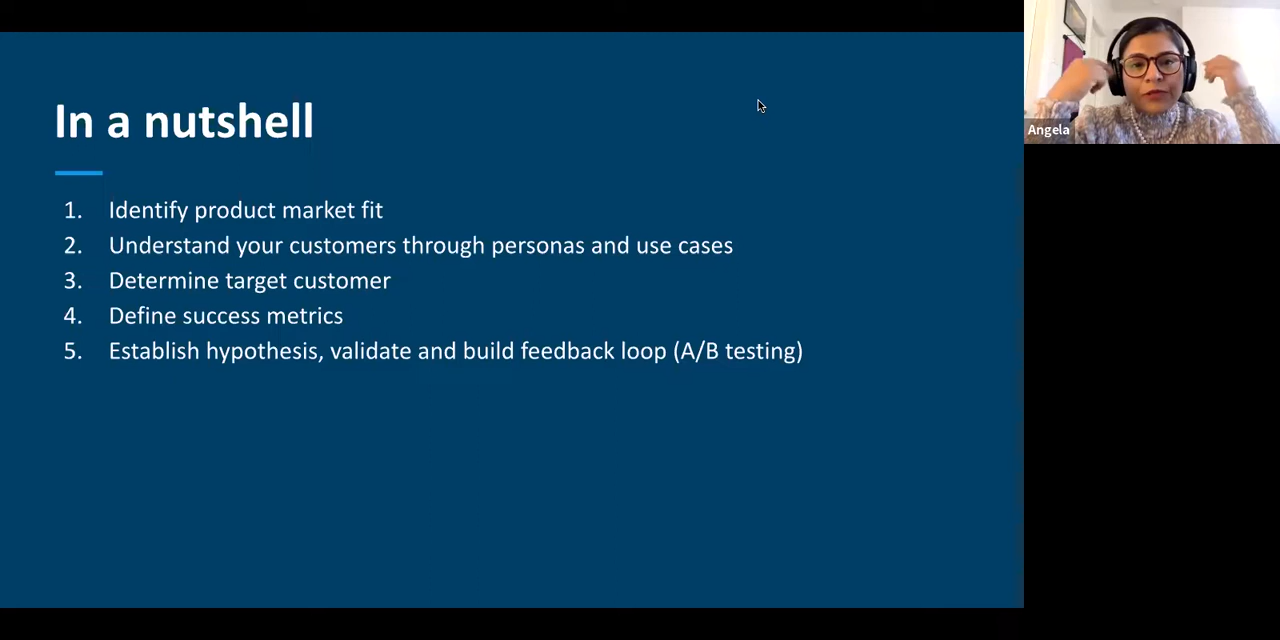 In a nutshell
1. Identify product market fit
2. Understand your customers through personas and use cases
3. Determine target customer
4. Define success metrics
5. Establish hypothesis, validate and build feedback loop (A/B testing)
Angela